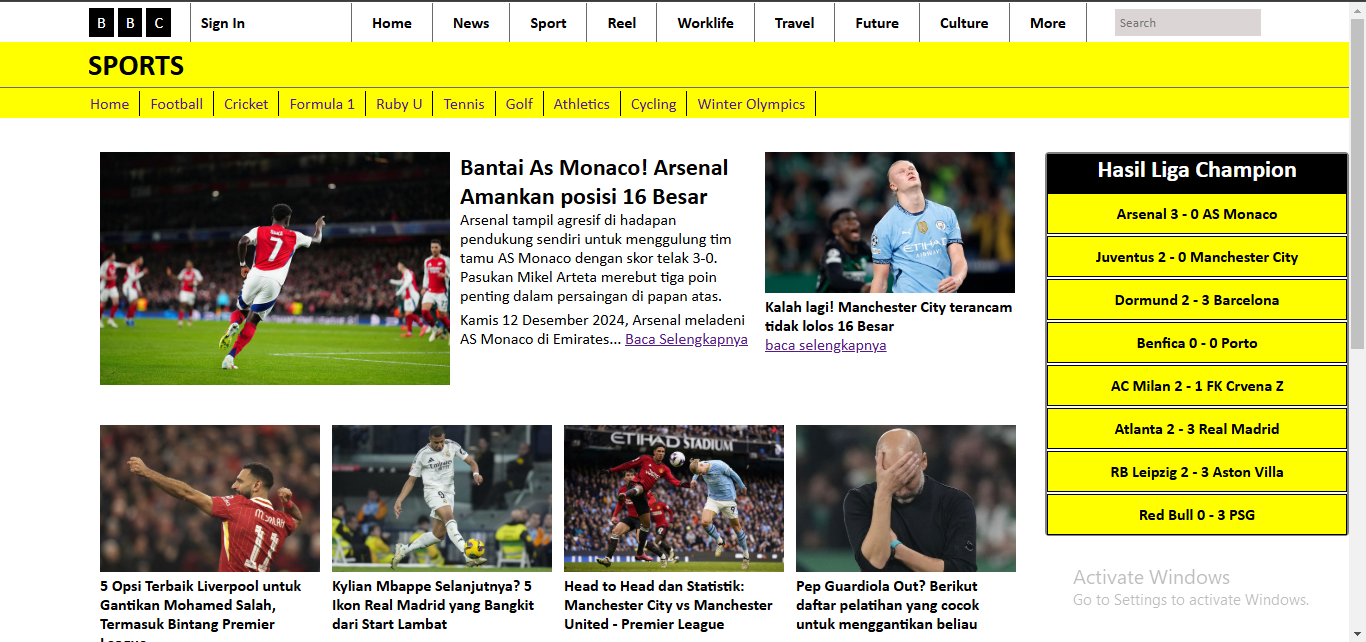 B B C
Sign In
Home
News
Sport
Reel
Worklife
Travel
Future
Culture
More
Search
SPORTS
Home
Football
Cricket
Formula 1
Ruby U
Tennis
Golf
Athletics
Cycling
Winter Olympics
Bantai As Monaco! Arsenal
Amankan posisi 16 Besar
Arsenal tampil agresif di hadapan
pendukung sendiri untuk menggulung tim
tamu AS Monaco dengan skor telak 3-0.
Pasukan Mikel Arteta merebut tiga poin
penting dalam persaingan di papan atas.
Kamis 12 Desember 2024, Arsenal meladeni
AS Monaco di Emirates... Baca Selengkapnya
7
ETIHAD
Kalah lagi! Manchester City terancam
tidak lolos 16 Besar
baca selengkapnya
Hasil Liga Champion
Arsenal 3 - 0 AS Monaco
Juventus 2 - 0 Manchester City
Dormund 2 - 3 Barcelona
Benfica 0 - 0 Porto
AC Milan 2 - 1 FK Crvena Z
Atlanta 2 - 3 Real Madrid
RB Leipzig 2 - 3 Aston Villa
Red Bull 0 - 3 PSG
M.SALAH
11
5 Opsi Terbaik Liverpool untuk
Gantikan Mohamed Salah,
Termasuk Bintang Premier
League
9
Kylian Mbappe Selanjutnya? 5
Ikon Real Madrid yang Bangkit
dari Start Lambat
ETIHAD STADIUM
9
Head to Head dan Statistik:
Manchester City vs Manchester
United - Premier League
Pep Guardiola Out? Berikut
daftar pelatihan yang cocok
untuk menggantikan beliau
Activate Windows
Go to Settings to activate Windows.